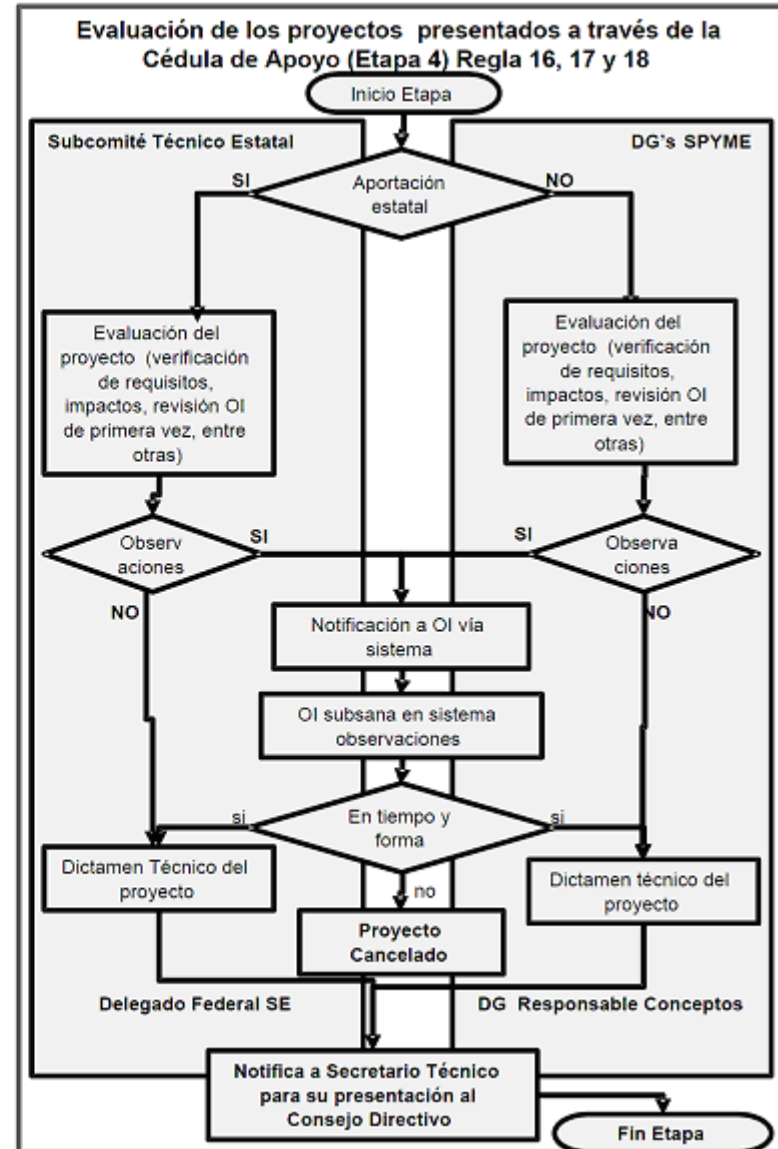 Evaluación de los proyectos presentados a través de la
Cédula de Apoyo (Etapa 4) Regla 16, 17 y 18
Inicio Etapa
Subcomité Técnico Estatal
DG's SPYME
SI
Aportación
estatal
NO
Evaluación del
proyecto (verificación
de requisitos,
impactos, revisión OI
de primera vez, entre
otras)
Evaluación del
proyecto (verificación
de requisitos,
impactos, revisión OI
de primera vez, entre
otras)
Observ
aciones
SI
SI
Observa
ciones
NO
NO
Notificación a OI vía
sistema
OI subsana en sistema
observaciones
si
En tiempo y
forma
si
Dictamen Técnico del
proyecto
no
Dictamen técnico del
proyecto
Proyecto
Cancelado
Delegado Federal SE
DG Responsable Conceptos
Notifica a Secretario Técnico
para su presentación al
Consejo Directivo
Fin Etapa